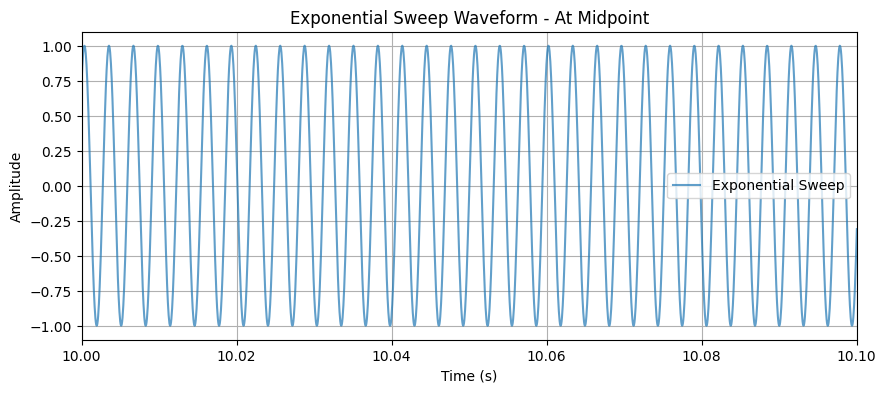 Exponential Sweep Waveform - At Midpoint
Amplitude
1.00
0.75
0.50
0.25
0.00
−0.25
−0.50
−0.75
−1.00
Exponential Sweep
10.00 10.02 10.04 10.06 10.08 10.10
Time (s)